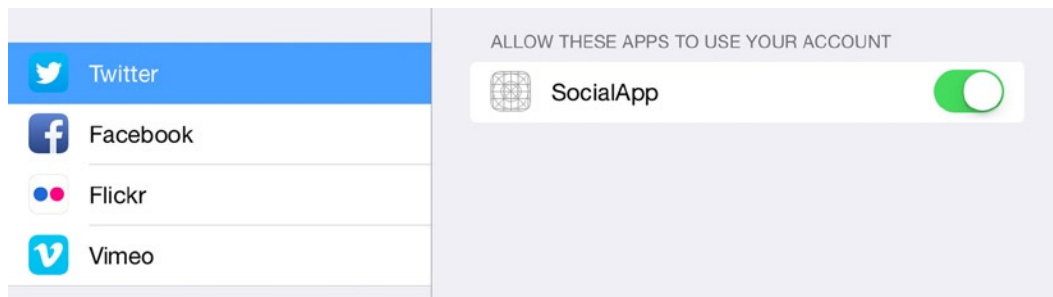 Twitter
Facebook
Flickr
Vimeo
ALLOW THESE APPS TO USE YOUR ACCOUNT
SocialApp